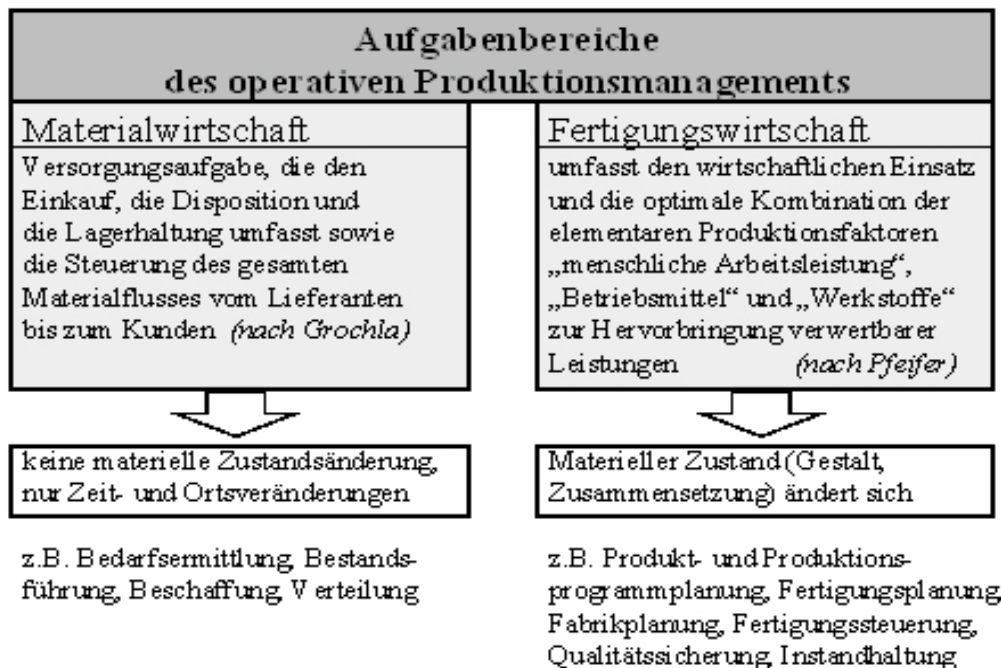 Aufgabenbereiche
des operativen Produktionsmanagements
Materialwirtschaft
Versorgungsaufgabe, die den
Einkauf, die Disposition und
die Lagerhaltung umfasst sowie
die Steuerung des gesamten
Materialflusses vom Lieferanten
bis zum Kunden (nach Grochla)
Fertigungswirtschaft
umfasst den wirtschaftlichen Einsatz
und die optimale Kombination der
elementaren Produktionsfaktoren
„menschliche Arbeitsleistung“,
„Betriebsmittel“ und „Werkstoffe“
zur Hervorbringung verwertbarer
Leistungen (nach Pfeifer)
keine materielle Zustandsänderung,
nur Zeit- und Ortsveränderungen
Materieller Zustand (Gestalt,
Zusammensetzung) ändert sich
z.B. Bedarfsermittlung, Bestands-
führung, Beschaffung, Verteilung
z.B. Produkt- und Produktions-
programmplanung, Fertigungsplanung,
Fabrikplanung, Fertigungssteuerung,
Qualitätssicherung, Instandhaltung